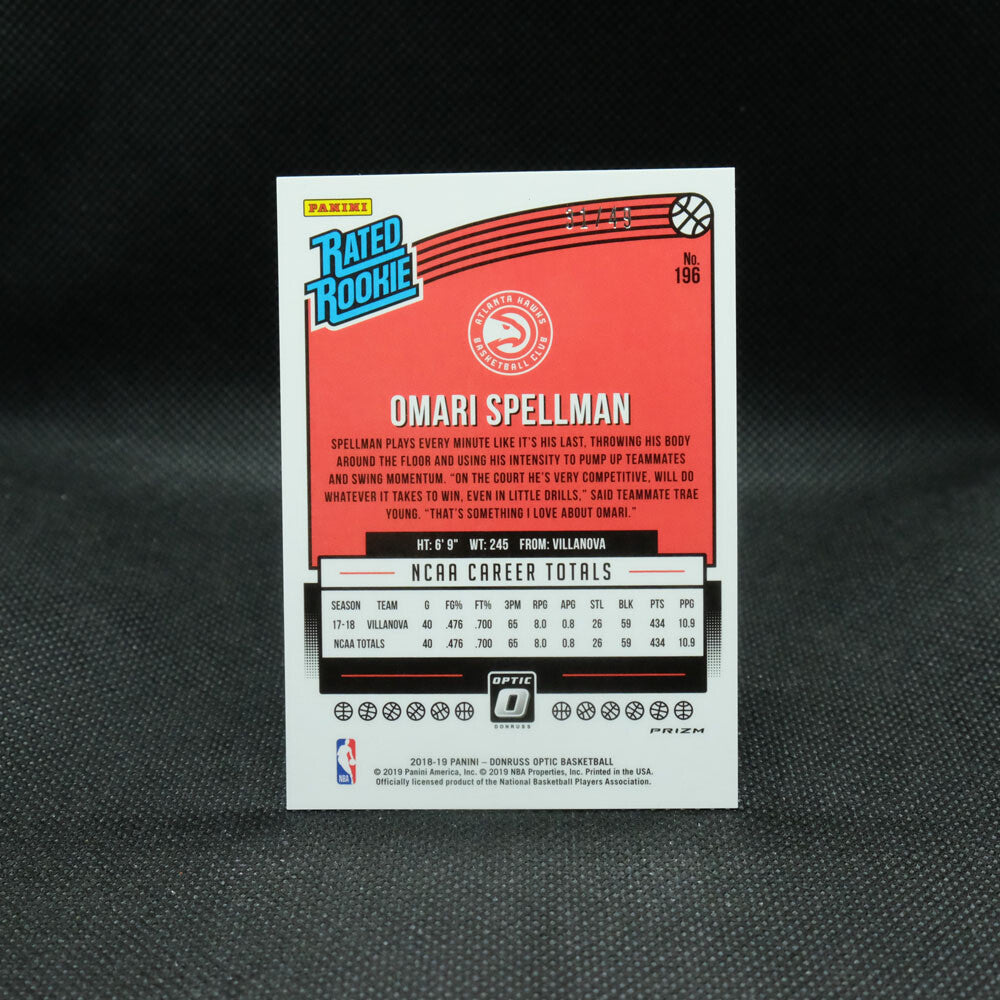 PANINI
RATED
ROOKIE
31/49
No.
196
ATLANTA HAWKS
BASKETBALL CLUB
OMARI SPELLMAN
SPELLMAN PLAYS EVERY MINUTE LIKE IT'S HIS LAST, THROWING HIS BODY
AROUND THE FLOOR AND USING HIS INTENSITY TO PUMP UP TEAMMATES
AND SWING MOMENTUM. "ON THE COURT HE'S VERY COMPETITIVE, WILL DO
WHATEVER IT TAKES TO WIN, EVEN IN LITTLE DRILLS," SAID TEAMMATE TRAE
YOUNG. "THAT'S SOMETHING I LOVE ABOUT OMARI."
HT: 6' 9" WT: 245 FROM: VILLANOVA
NCAA CAREER TOTALS
SEASON TEAM G FG% FT% 3PM RPG APG STL BLK PTS PPG
17-18 VILLANOVA 40 .476 .700 65 8.0 0.8 26 59 434 10.9
NCAA TOTALS 40 .476 .700 65 8.0 0.8 26 59 434 10.9
OPTIC
O
DONRUSS
PRIZM
NBA
2018-19 PANINI – DONRUSS OPTIC BASKETBALL
© 2019 Panini America, Inc. © 2019 NBA Properties, Inc. Printed in the USA.
Officially licensed product of the National Basketball Players Association.